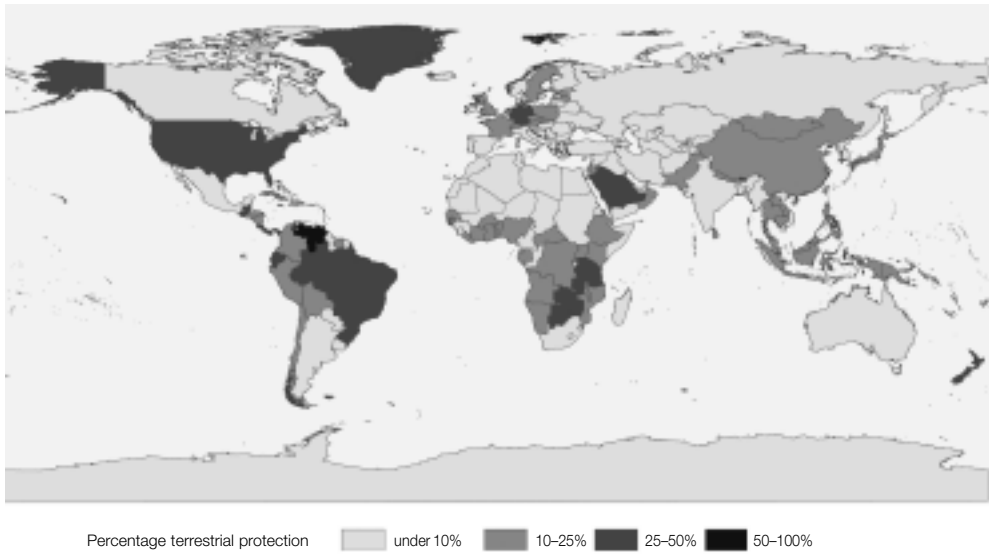 Percentage terrestrial protection under 10% 10–25% 25–50% 50–100%